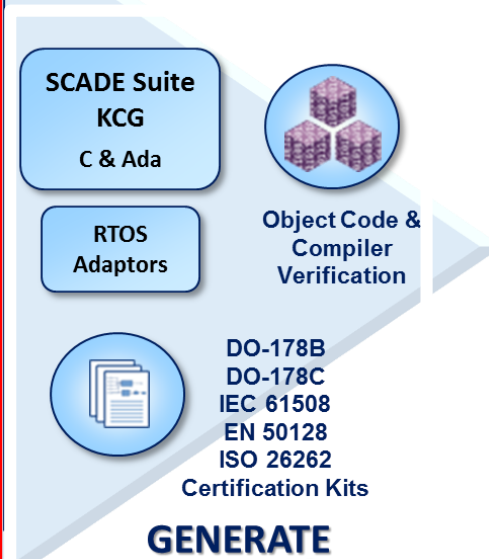 SCADE Suite
KCG
C & Ada
Object Code &
Compiler
Verification
RTOS
Adaptors
DO-178B
DO-178C
IEC 61508
EN 50128
ISO 26262
Certification Kits
GENERATE